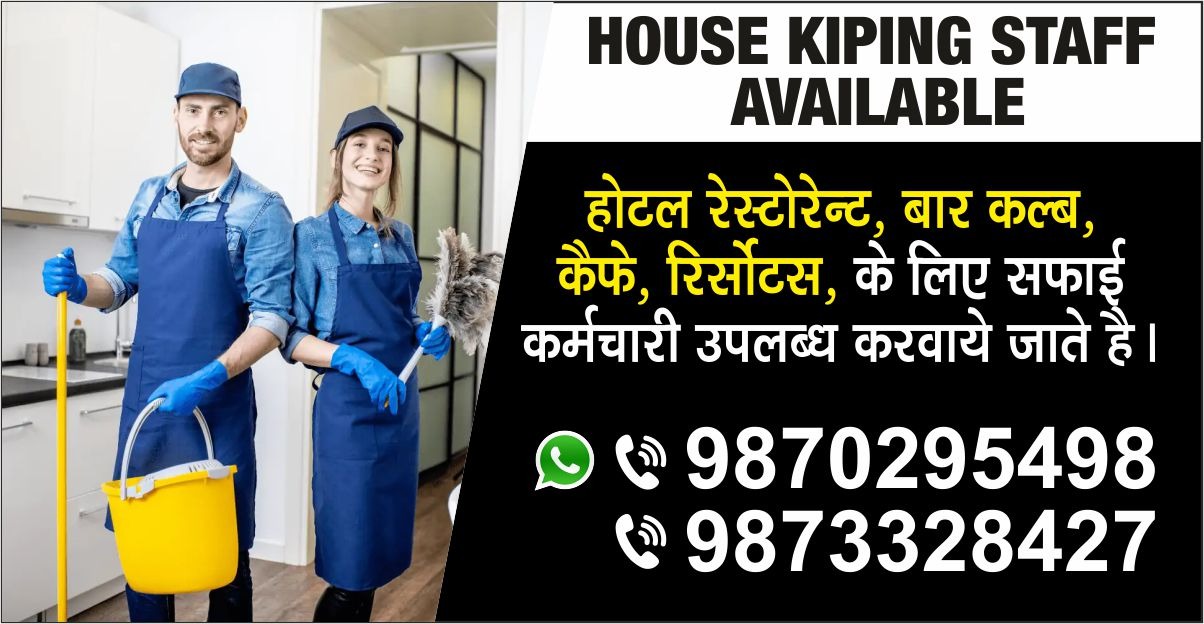 HOUSE KIPING STAFF
AVAILABLE
होटल रेस्टोरेन्ट, बार कल्ब,
कैफे, रिर्सोटस, के लिए सफाई
कर्मचारी उपलब्ध करवाये जाते है।
9870295498
9873328427